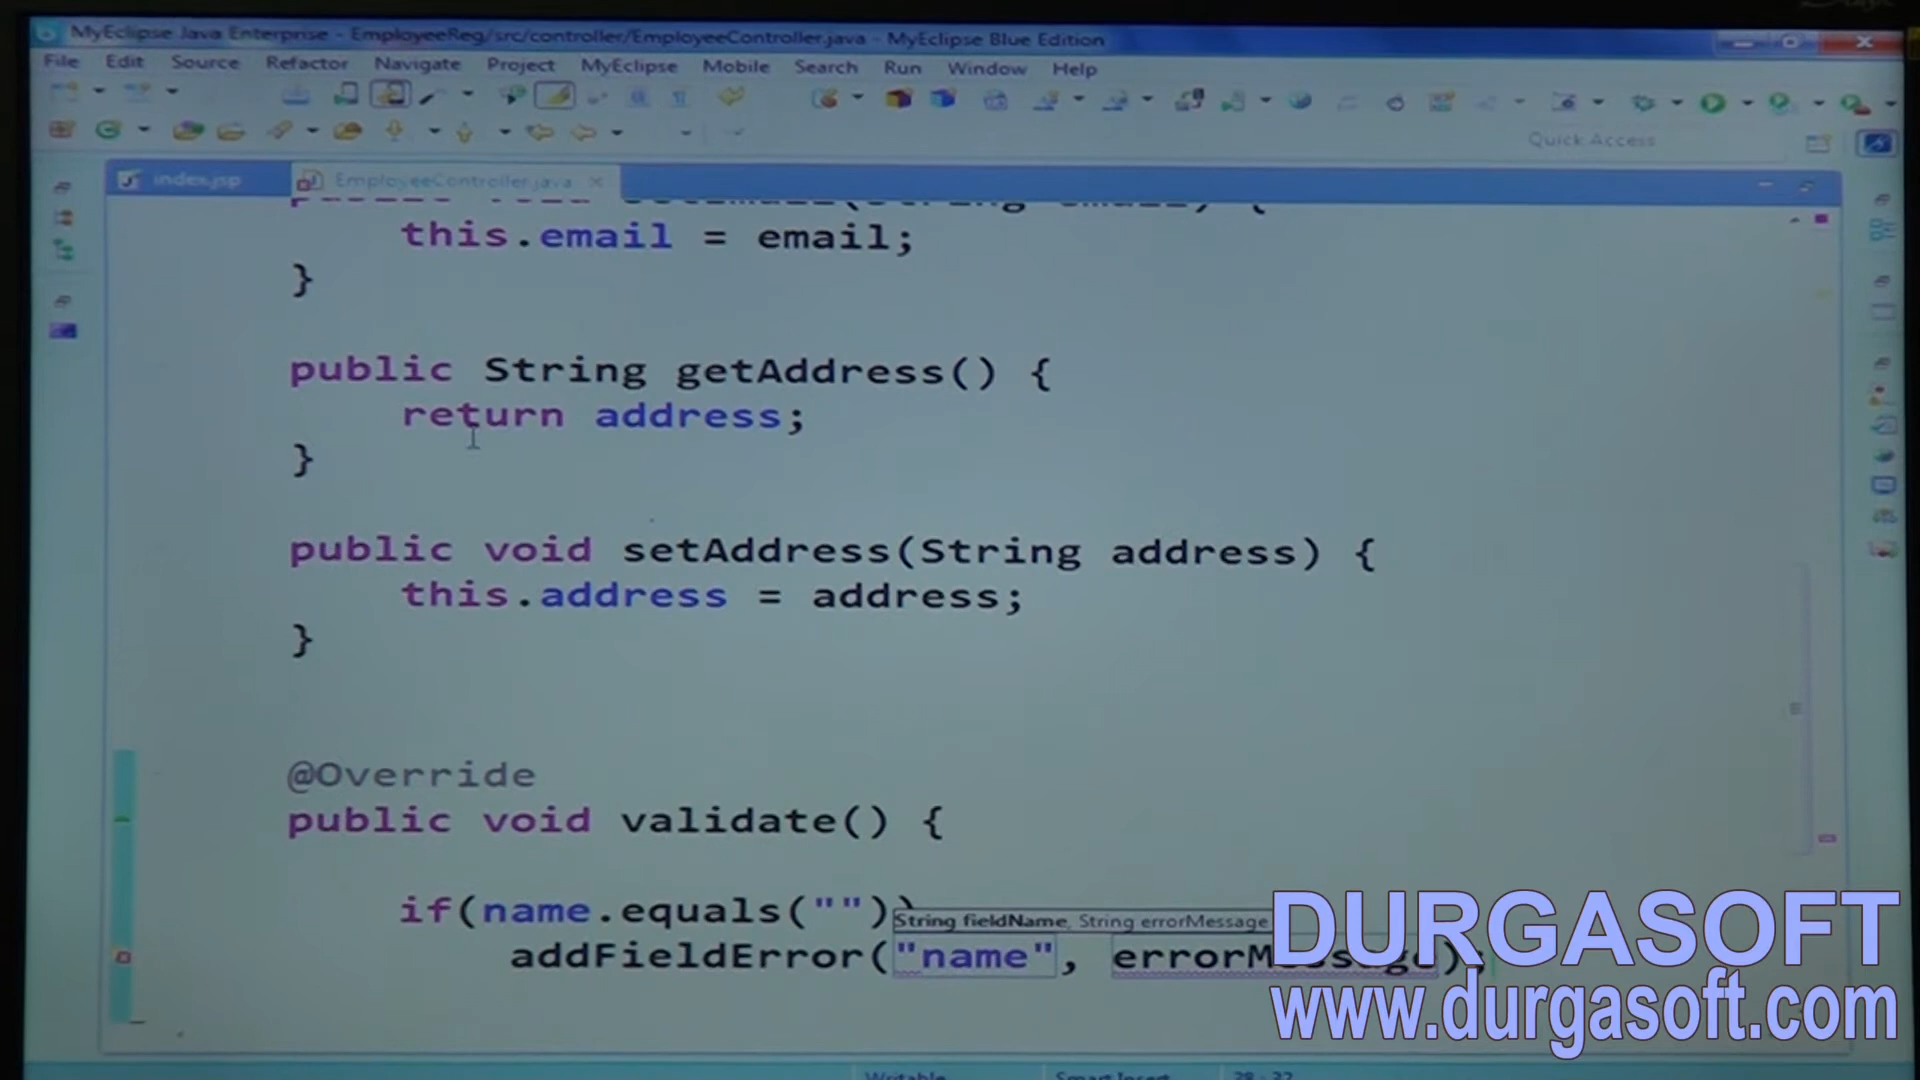 MyEclipse Java Enterprise - EmployeeReg/src/controller/EmployeeController.java - MyEclipse Blue Edition
File Edit Source Refactor Navigate Project MyEclipse Mobile Search Run Window Help
Quick Access
index.jsp EmployeeController.java
this.email = email;
}
public String getAddress() {
return address;
}
public void setAddress(String address) {
this.address = address;
}
@Override
public void validate() {
if(name.equals(""))
String fieldName, String errorMessage
addFieldError("name", errorMessage);
DURGASOFT
www.durgasoft.com
Writable Smart Insert